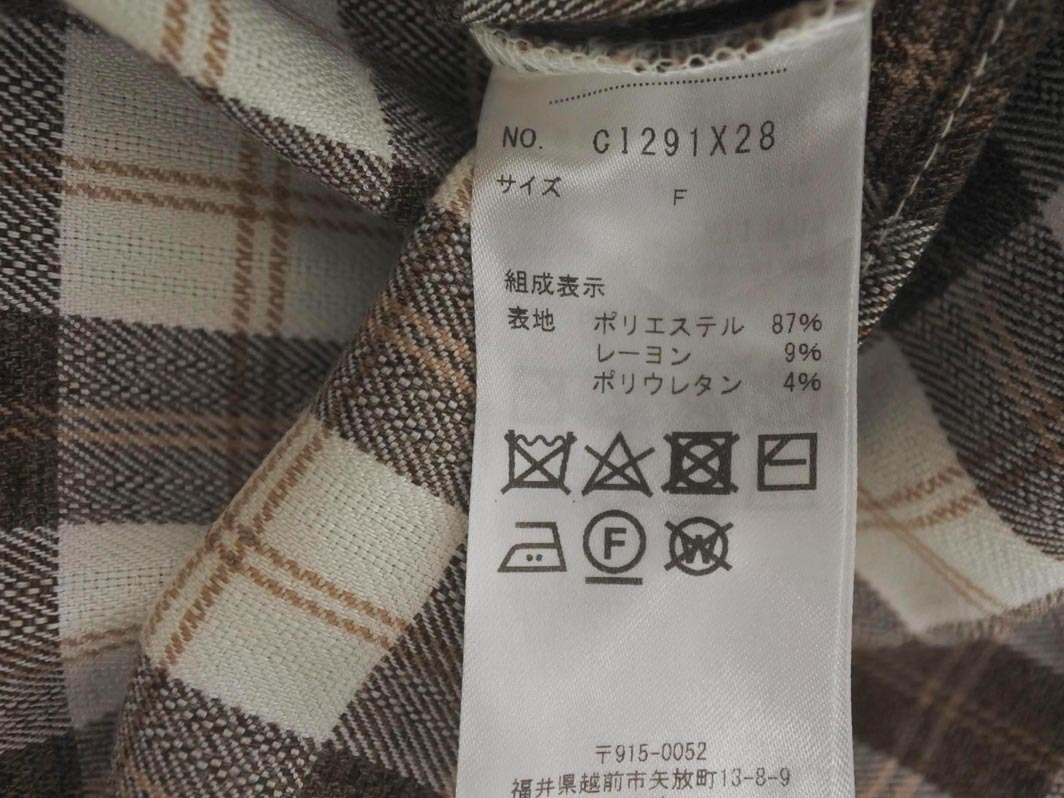 NO. C1291X28
サイズ F
組成表示
表地 ポリエステル 87%
レーヨン 9%
ポリウレタン 4%
F W
〒915-0052
福井県越前市矢放町13-8-9